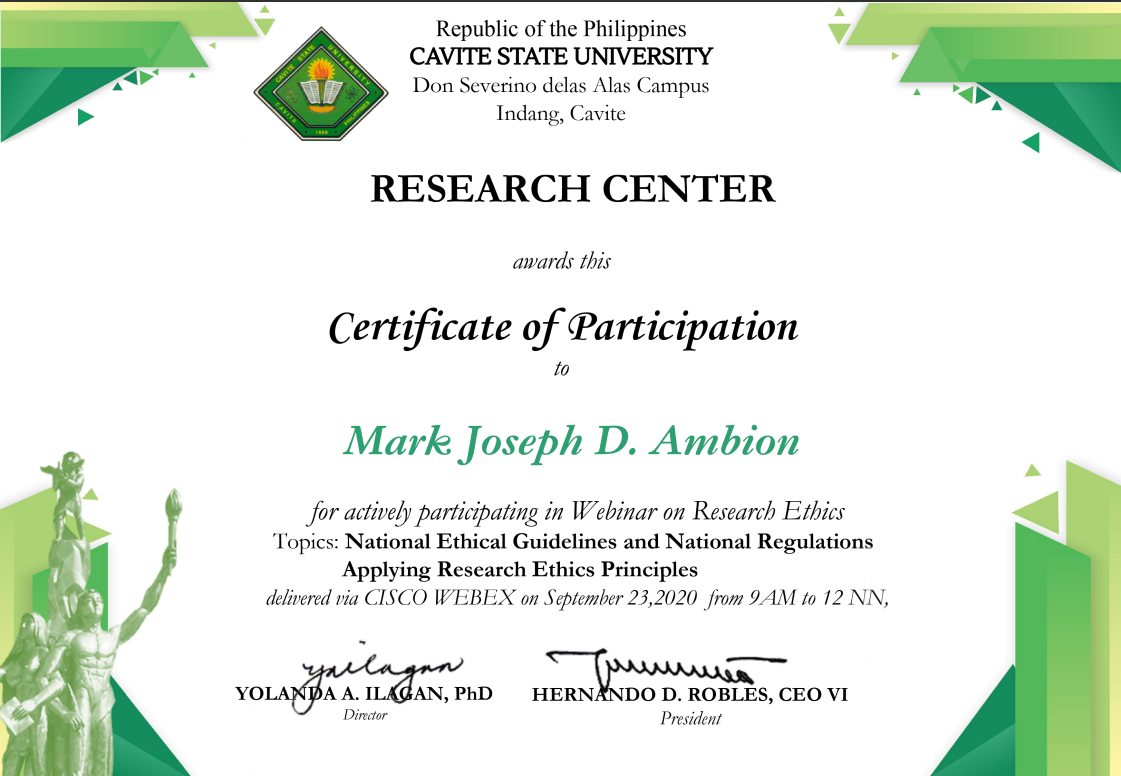 Republic of the Philippines
CAVITE STATE UNIVERSITY
Don Severino delas Alas Campus
Indang, Cavite
CAVITE STATE UNIVERSITY
CAVITE PHILIPPINES
1906
RESEARCH CENTER
awards this
Certificate of Participation
to
Mark Joseph D. Ambion
for actively participating in Webinar on Research Ethics
Topics: National Ethical Guidelines and National Regulations
Applying Research Ethics Principles
delivered via CISCO WEBEX on September 23,2020 from 9AM to 12 NN,
yailagan
YOLANDA A. ILAGAN, PhD
Director
HERNANDO D. ROBLES, CEO VI
President